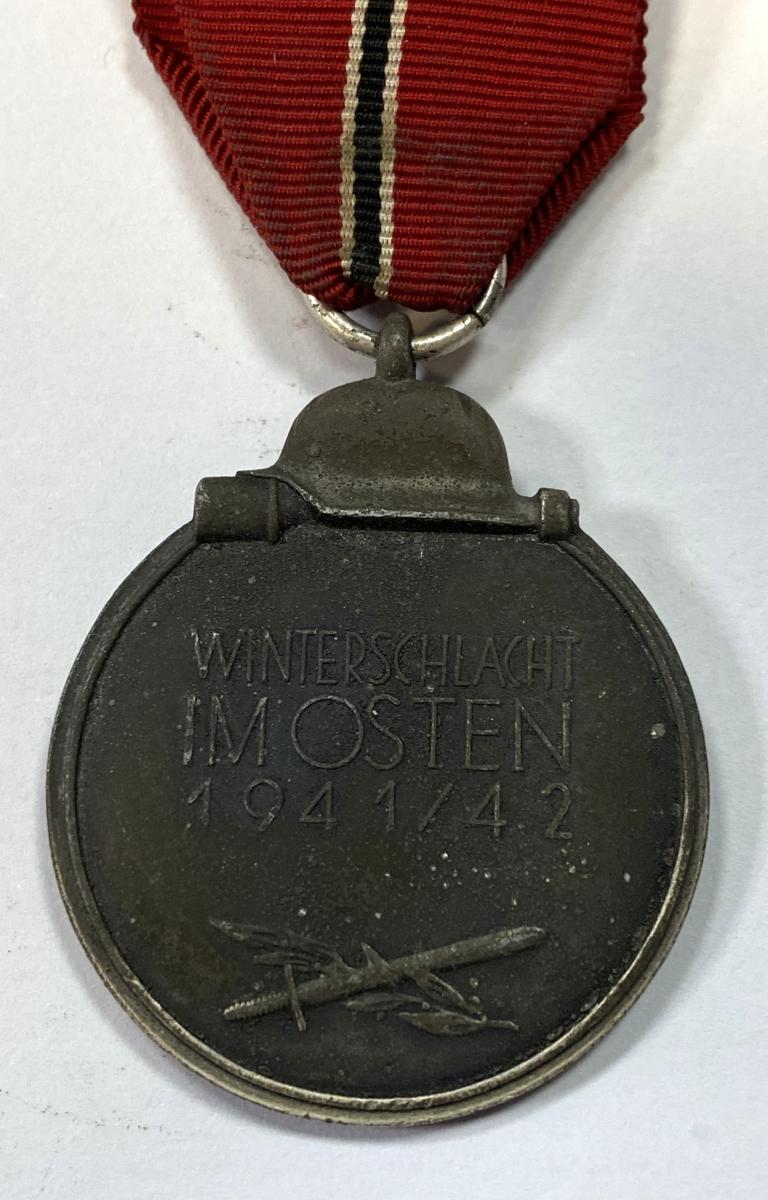 WINTERSCHLACHT
IM OSTEN
1941/42